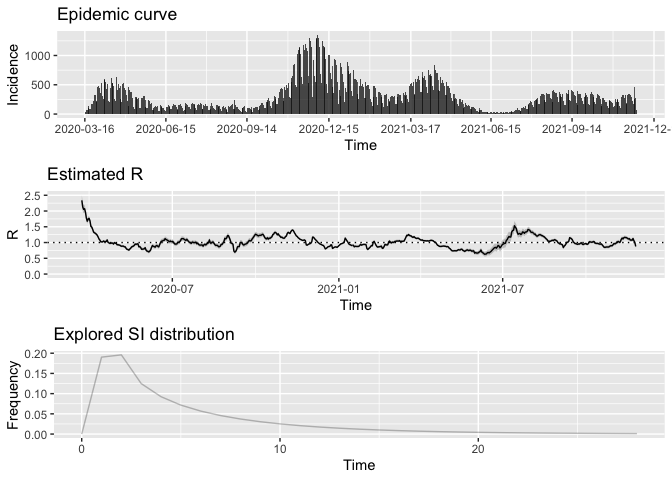 Epidemic curve
1000
500
0
Incidence
2020-03-16 2020-06-15 2020-09-14 2020-12-15 2021-03-17 2021-06-15 2021-09-14 2021-12-
Time
Estimated R
2.5
2.0
1.5
1.0
0.5
0.0
R
2020-07 2021-01 2021-07
Time
Explored SI distribution
0.20
0.15
0.10
0.05
0.00
Frequency
0 10 20
Time